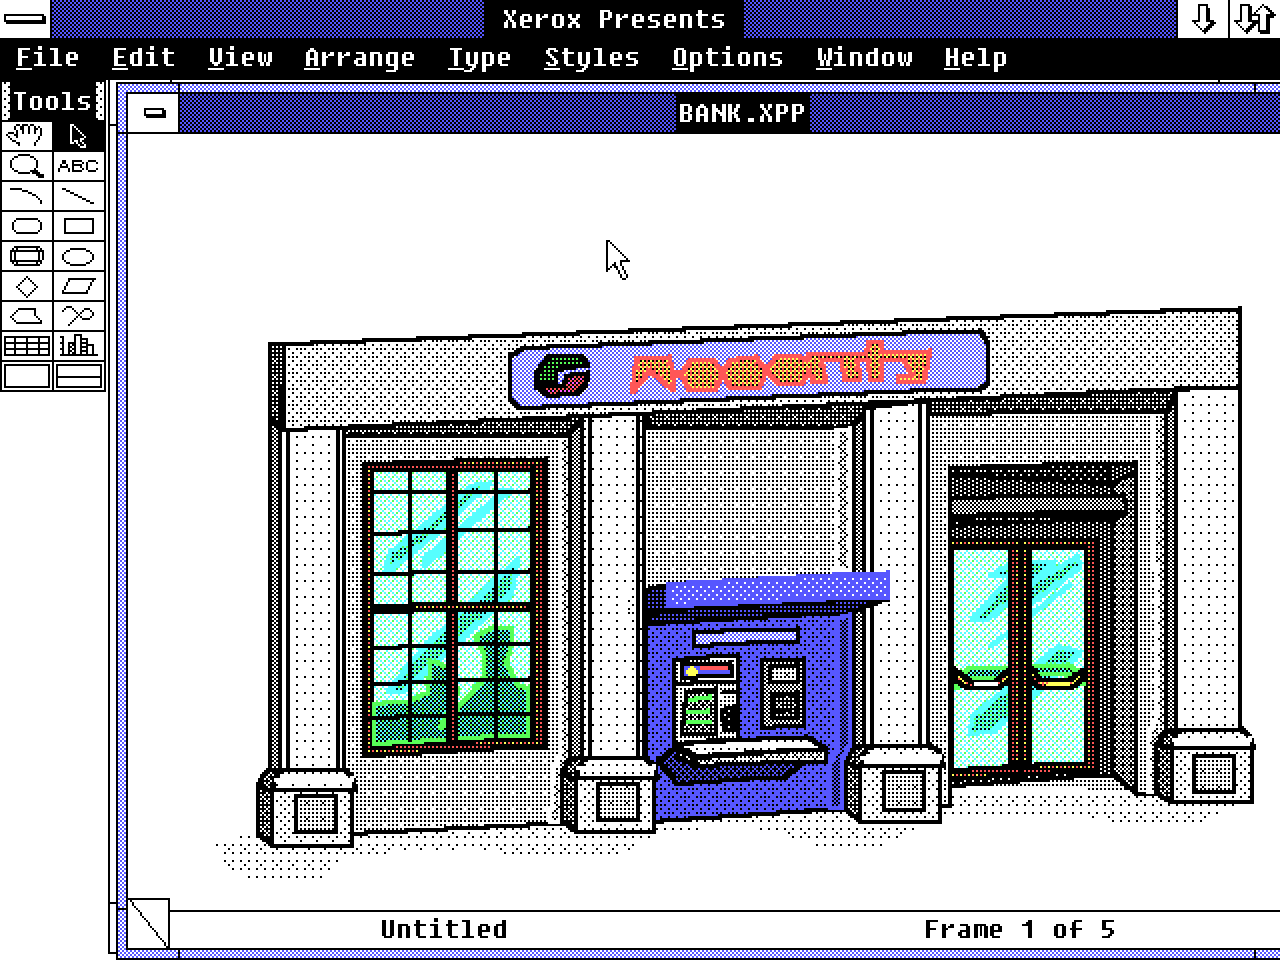 Xerox Presents
File Edit View Arrange Type Styles Options Window Help
Tools
BANK.XPP
ABC
Untitled Frame 1 of 5